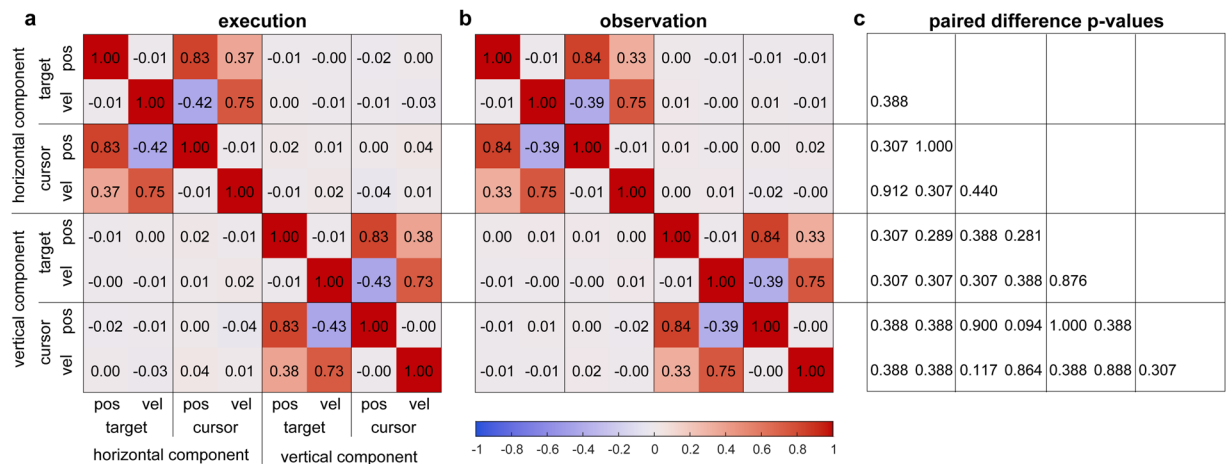 a execution b observation c paired difference p-values
horizontal component
target
pos
1.00 -0.01 0.83 0.37 -0.01 -0.00 -0.02 0.00
1.00 -0.01 0.84 0.33 0.00 -0.01 -0.01 -0.01
vel
-0.01 1.00 -0.42 0.75 0.00 -0.01 -0.01 -0.03
-0.01 1.00 -0.39 0.75 0.01 -0.00 0.01 -0.01
0.388
cursor
pos
0.83 -0.42 1.00 -0.01 0.02 0.01 0.00 0.04
0.84 -0.39 1.00 -0.01 0.01 -0.00 0.00 0.02
0.307 1.000
vel
0.37 0.75 -0.01 1.00 -0.01 0.02 -0.04 0.01
0.33 0.75 -0.01 1.00 0.00 0.01 -0.02 -0.00
0.912 0.307 0.440
vertical component
target
pos
-0.01 0.00 0.02 -0.01 1.00 -0.01 0.83 0.38
0.00 0.01 0.01 0.00 1.00 -0.01 0.84 0.33
0.307 0.289 0.388 0.281
vel
-0.00 -0.01 0.01 0.02 -0.01 1.00 -0.43 0.73
-0.01 -0.00 -0.00 0.01 -0.01 1.00 -0.39 0.75
0.307 0.307 0.307 0.388 0.876
cursor
pos
-0.02 -0.01 0.00 -0.04 0.83 -0.43 1.00 -0.00
-0.01 0.01 0.00 -0.02 0.84 -0.39 1.00 -0.00
0.388 0.388 0.900 0.094 1.000 0.388
vel
0.00 -0.03 0.04 0.01 0.38 0.73 -0.00 1.00
-0.01 -0.01 0.02 -0.00 0.33 0.75 -0.00 1.00
0.388 0.388 0.117 0.864 0.388 0.888 0.307
pos vel pos vel pos vel pos vel
target cursor target cursor
horizontal component vertical component
-1 -0.8 -0.6 -0.4 -0.2 0 0.2 0.4 0.6 0.8 1